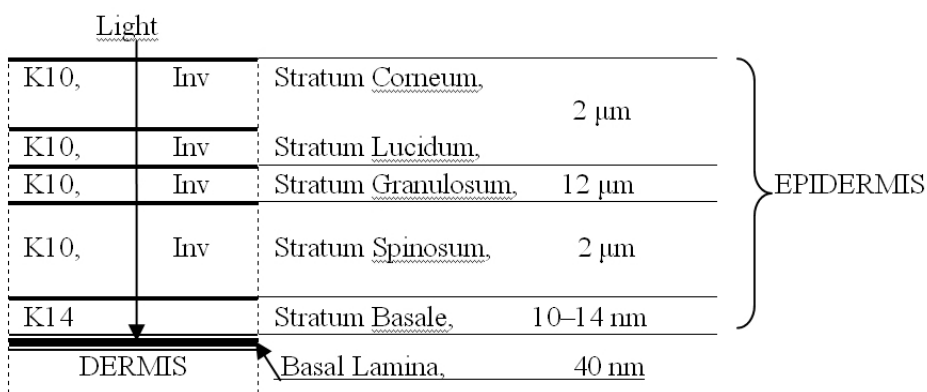 Light
K10, Inv Stratum Corneum,
2 µm
K10, Inv Stratum Lucidum,
K10, Inv Stratum Granulosum, 12 µm
EPIDERMIS
K10, Inv Stratum Spinosum, 2 µm
K14 Stratum Basale, 10–14 nm
DERMIS Basal Lamina, 40 nm